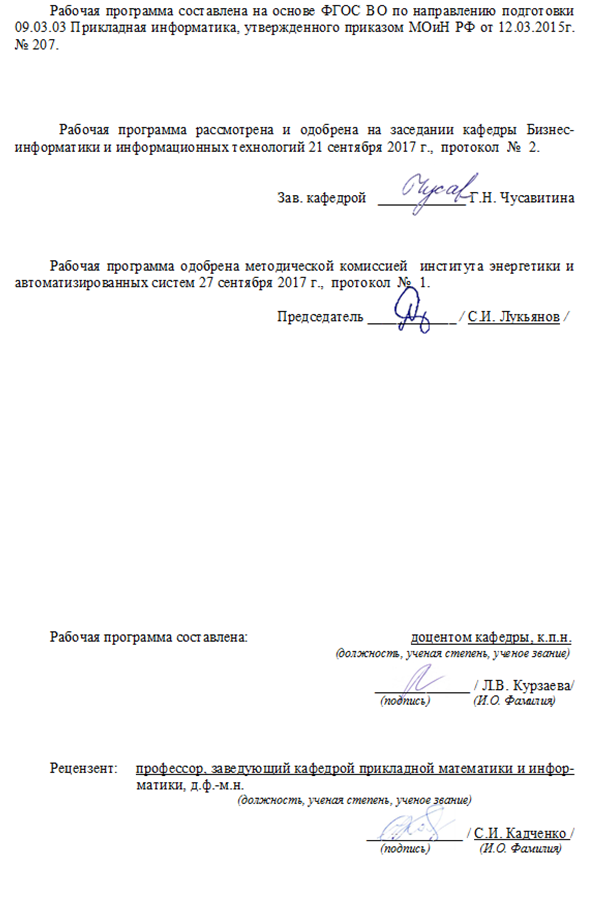 Рабочая программа составлена на основе ФГОС ВО по направлению подготовки
09.03.03 Прикладная информатика, утвержденного приказом МОиН РФ от 12.03.2015г.
№ 207.
Рабочая программа рассмотрена и одобрена на заседании кафедры Бизнес-
информатики и информационных технологий 21 сентября 2017 г., протокол № 2.
Зав. кафедрой Чусав Г.Н. Чусавитина
Рабочая программа одобрена методической комиссией института энергетики и
автоматизированных систем 27 сентября 2017 г., протокол № 1.
Председатель / С.И. Лукьянов /
Рабочая программа составлена: доцентом кафедры, к.п.н.
(должность, ученая степень, ученое звание)
/ Л.В. Курзаева/
(подпись) (И.О. Фамилия)
Рецензент: профессор, заведующий кафедрой прикладной математики и инфор-
матики, д.ф.-м.н.
(должность, ученая степень, ученое звание)
/ С.И. Кадченко /
(подпись) (И.О. Фамилия)